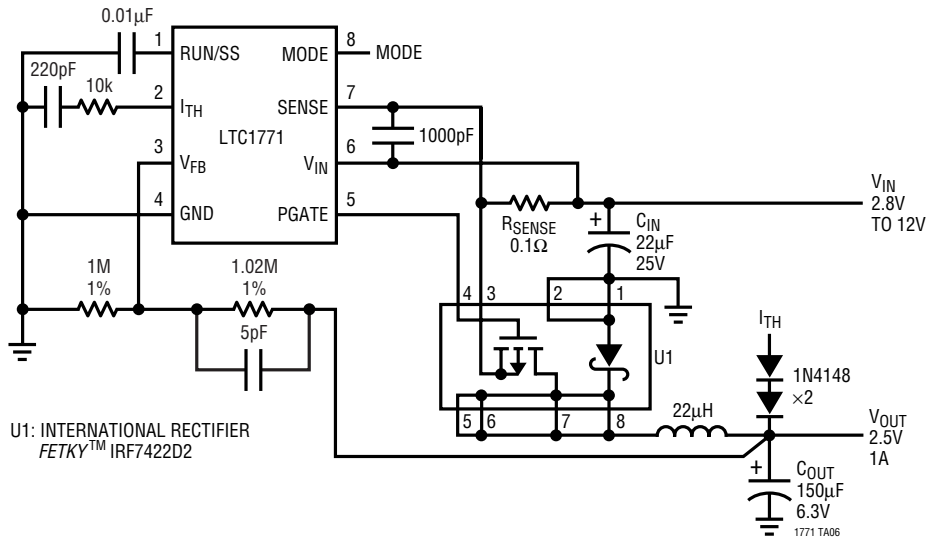 0.01µF
1
RUN/SS
MODE
8
MODE
220pF
10k
2
ITH
SENSE
7
LTC1771
1000pF
3
VFB
VIN
6
4
GND
PGATE
5
RSENSE
0.1Ω
+
CIN
22µF
25V
VIN
2.8V
TO 12V
1M
1%
1.02M
1%
5pF
4
3
2
1
U1
5
6
7
8
22µH
ITH
1N4148
×2
VOUT
2.5V
1A
+
COUT
150µF
6.3V
U1: INTERNATIONAL RECTIFIER
FETKY™ IRF7422D2
1771 TA06